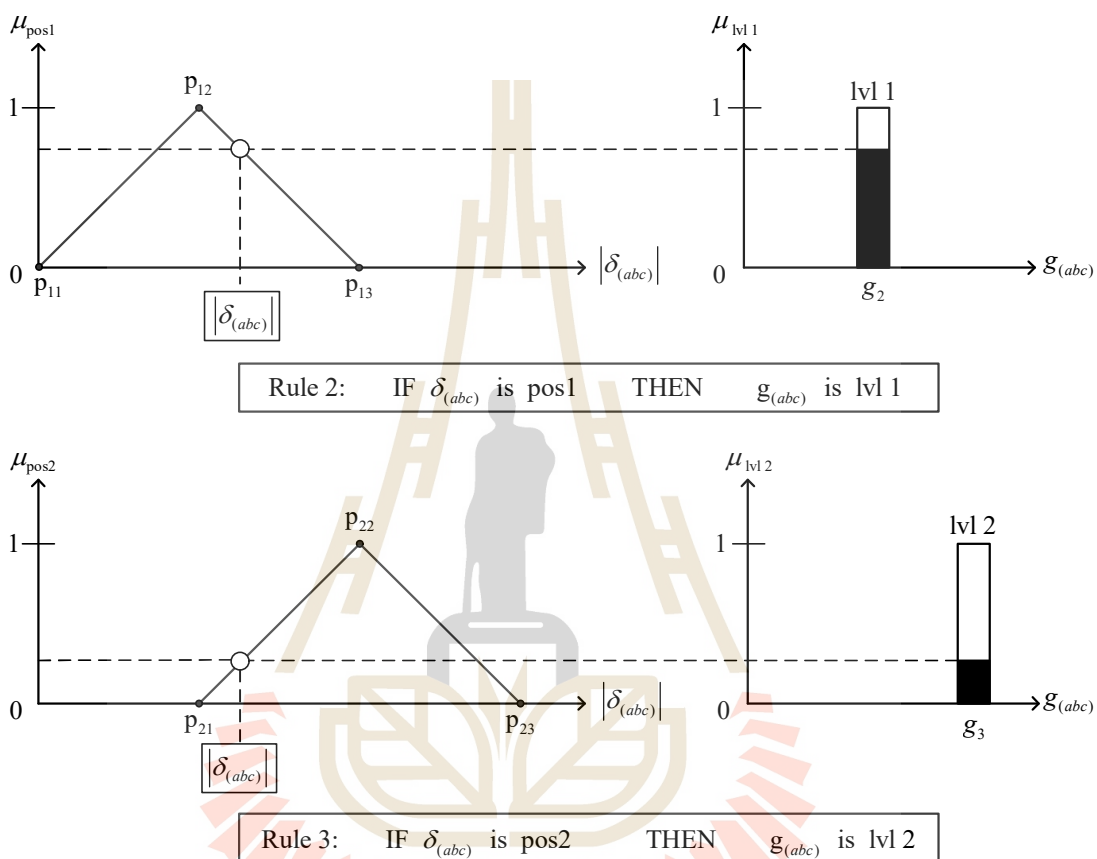 μpos1
μlvl 1
p12
lvl 1
1
1
0
p11
p13
|δ(abc)|
0
g2
g(abc)
|δ(abc)|
Rule 2: IF δ(abc) is pos1 THEN g(abc) is lvl 1
μpos2
μlvl 2
p22
lvl 2
1
1
0
p21
p23
|δ(abc)|
0
g3
g(abc)
|δ(abc)|
Rule 3: IF δ(abc) is pos2 THEN g(abc) is lvl 2